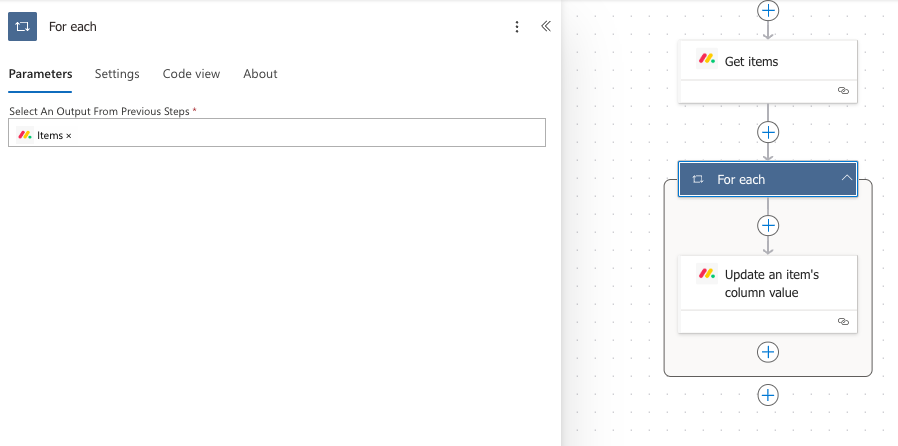 For each
Parameters
Settings
Code view
About
Select An Output From Previous Steps *
Items ×
Get items
For each
Update an item's
column value